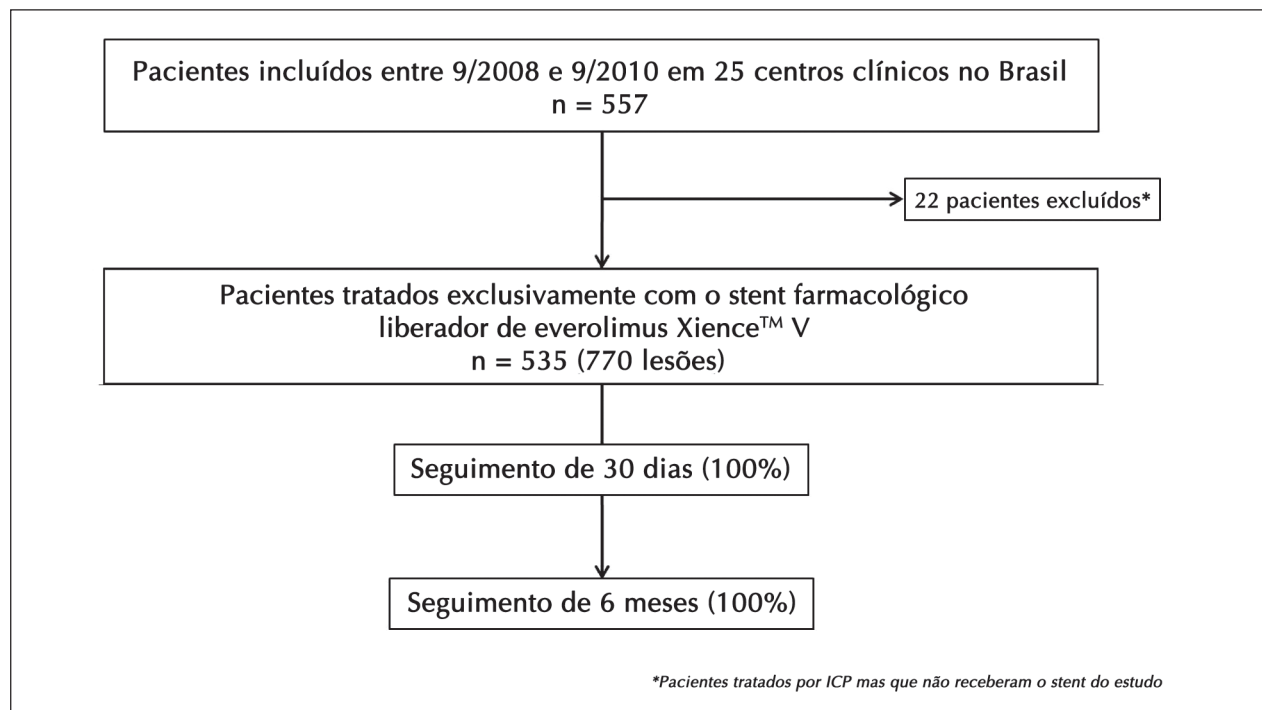 Pacientes incluídos entre 9/2008 e 9/2010 em 25 centros clínicos no Brasil
n = 557
22 pacientes excluídos*
Pacientes tratados exclusivamente com o stent farmacológico
liberador de everolimus Xience™ V
n = 535 (770 lesões)
Seguimento de 30 dias (100%)
Seguimento de 6 meses (100%)
*Pacientes tratados por ICP mas que não receberam o stent do estudo